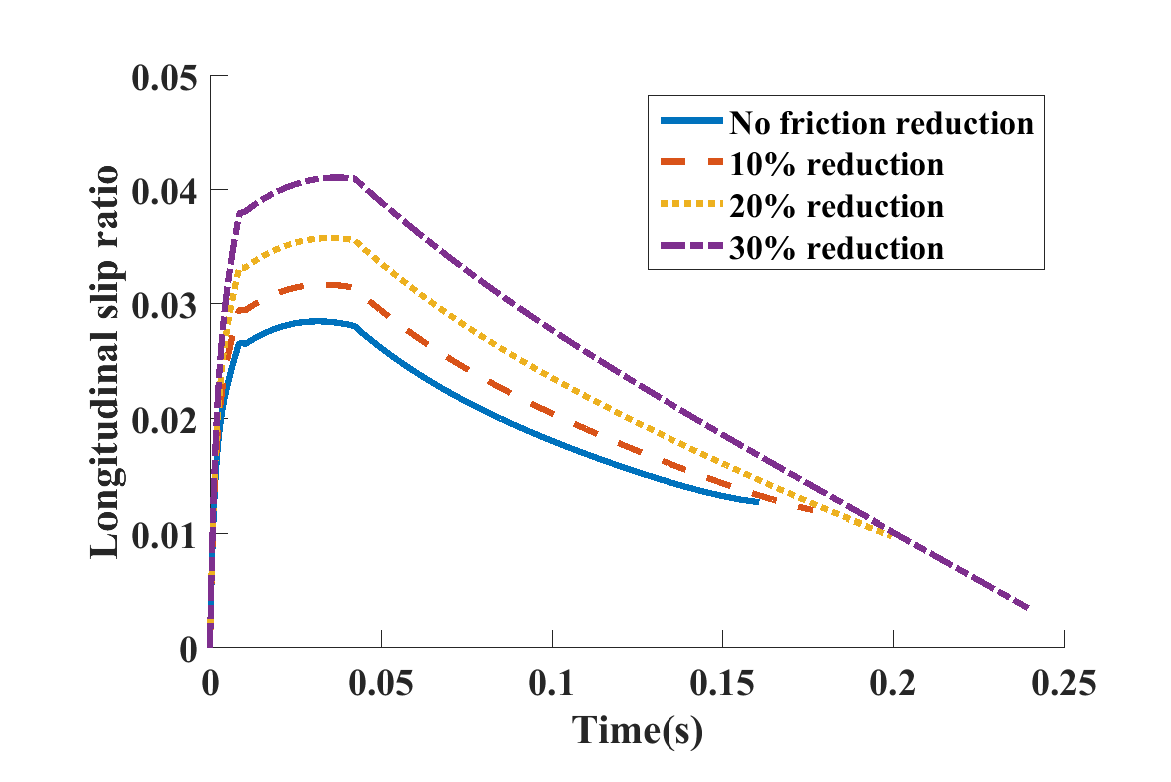 0.05
0.04
0.03
0.02
0.01
0
Longitudinal slip ratio
No friction reduction
10% reduction
20% reduction
30% reduction
0 0.05 0.1 0.15 0.2 0.25
Time(s)